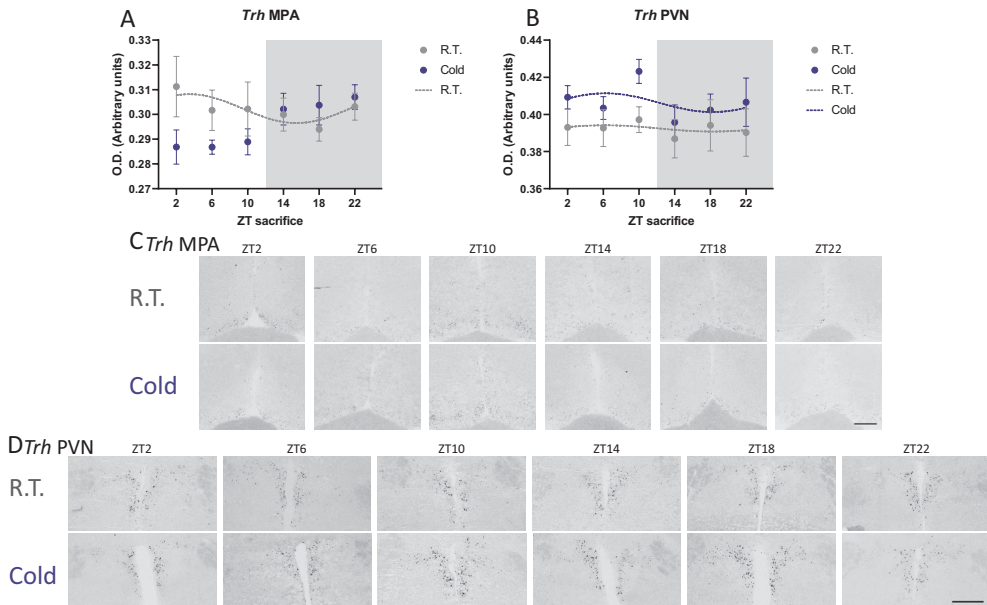 A
Trh MPA
O.D. (Arbitrary units)
0.33
0.32
0.31
0.30
0.29
0.28
0.27
2 6 10 14 18 22
ZT sacrifice
R.T.
Cold
R.T.
B
Trh PVN
O.D. (Arbitrary units)
0.44
0.42
0.40
0.38
0.36
2 6 10 14 18 22
ZT sacrifice
R.T.
Cold
R.T.
Cold
C Trh MPA
ZT2 ZT6 ZT10 ZT14 ZT18 ZT22
R.T.
Cold
D Trh PVN
ZT2 ZT6 ZT10 ZT14 ZT18 ZT22
R.T.
Cold